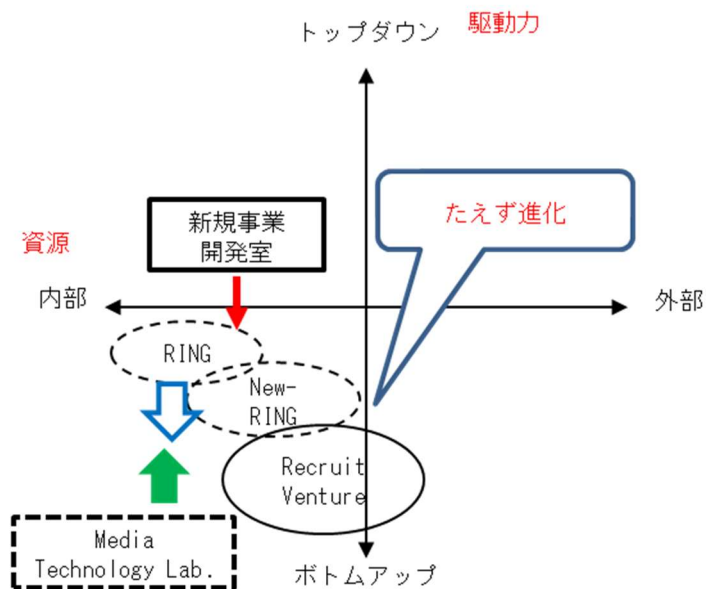 駆動力
トップダウン
たえず進化
新規事業
開発室
資源
内部
外部
RING
New-
RING
Recruit
Venture
Media
Technology Lab.
ボトムアップ